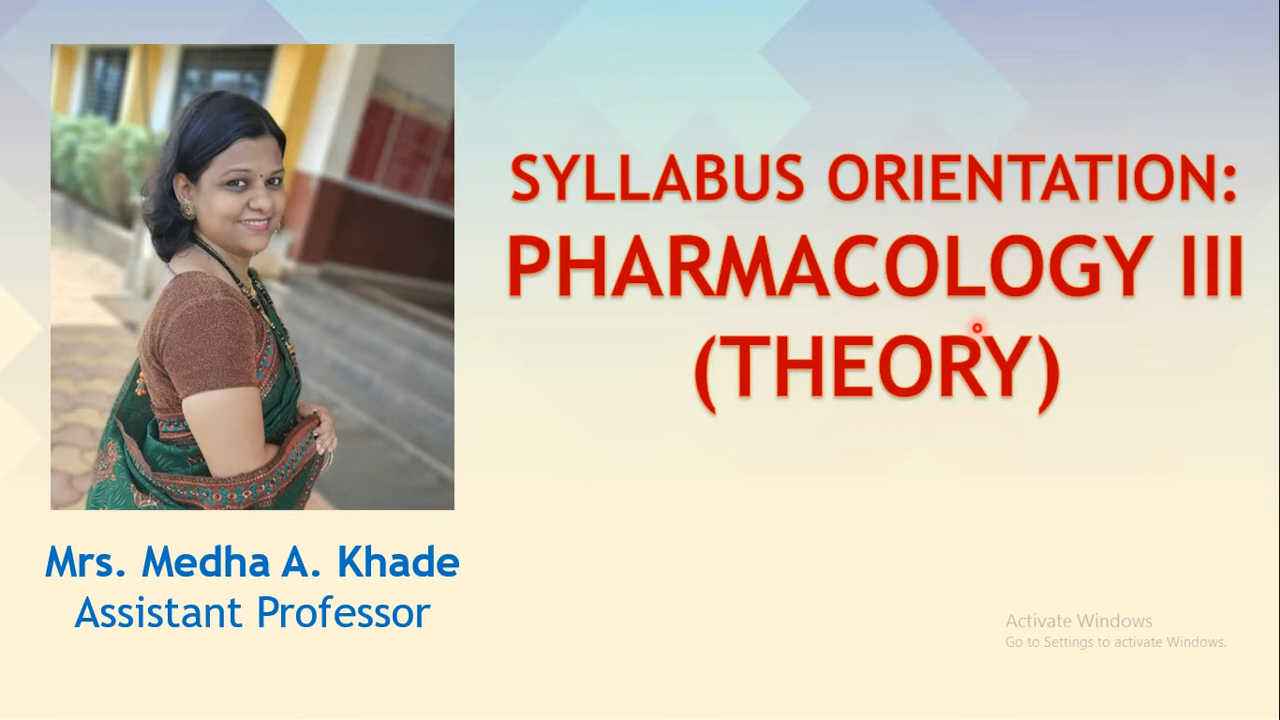 SYLLABUS ORIENTATION:
PHARMACOLOGY III
(THEORY)
Mrs. Medha A. Khade
Assistant Professor
Activate Windows
Go to Settings to activate Windows.